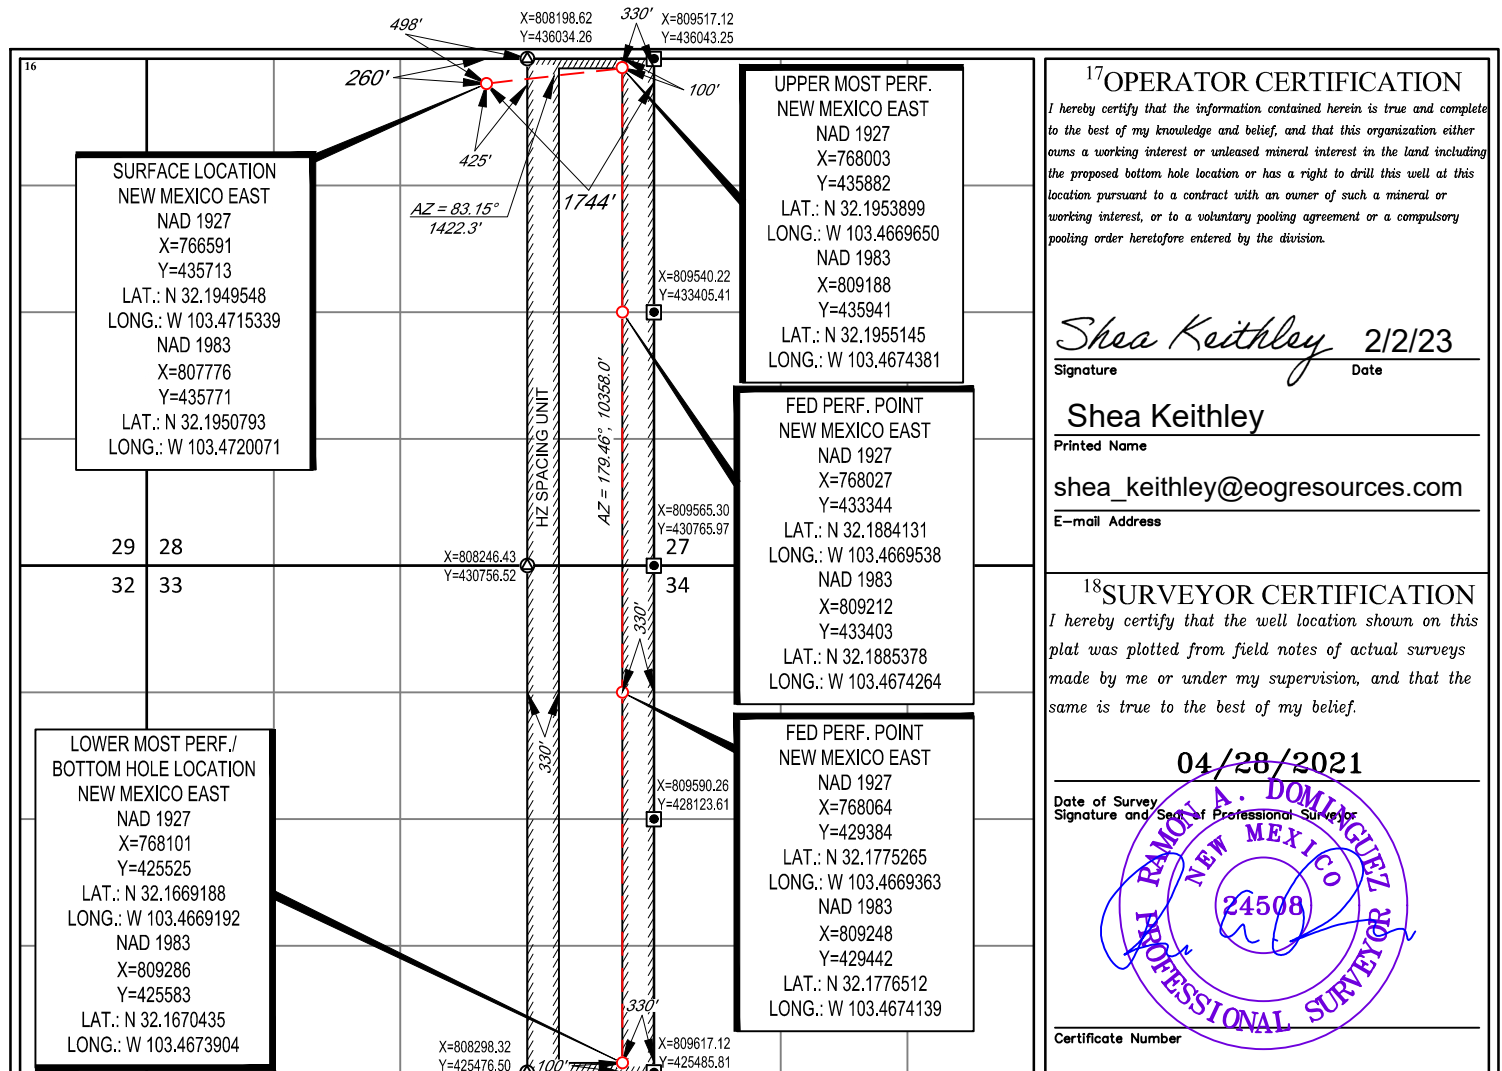 498'
X=808198.62
Y=436034.26
330'
X=809517.12
Y=436043.25
16
260'
100'
425'
1744'
AZ = 83.15°
1422.3'
SURFACE LOCATION
NEW MEXICO EAST
NAD 1927
X=766591
Y=435713
LAT.: N 32.1949548
LONG.: W 103.4715339
NAD 1983
X=807776
Y=435771
LAT.: N 32.1950793
LONG.: W 103.4720071
UPPER MOST PERF.
NEW MEXICO EAST
NAD 1927
X=768003
Y=435882
LAT.: N 32.1953899
LONG.: W 103.4669650
NAD 1983
X=809188
Y=435941
LAT.: N 32.1955145
LONG.: W 103.4674381
X=809540.22
Y=433405.41
HZ SPACING UNIT
AZ = 179.46°, 10358.0'
FED PERF. POINT
NEW MEXICO EAST
NAD 1927
X=768027
Y=433344
LAT.: N 32.1884131
LONG.: W 103.4669538
NAD 1983
X=809212
Y=433403
LAT.: N 32.1885378
LONG.: W 103.4674264
X=809565.30
Y=430765.97
29 28
32 33
27
34
X=808246.43
Y=430756.52
330'
330'
FED PERF. POINT
NEW MEXICO EAST
NAD 1927
X=768064
Y=429384
LAT.: N 32.1775265
LONG.: W 103.4669363
NAD 1983
X=809248
Y=429442
LAT.: N 32.1776512
LONG.: W 103.4674139
X=809590.26
Y=428123.61
LOWER MOST PERF./
BOTTOM HOLE LOCATION
NEW MEXICO EAST
NAD 1927
X=768101
Y=425525
LAT.: N 32.1669188
LONG.: W 103.4669192
NAD 1983
X=809286
Y=425583
LAT.: N 32.1670435
LONG.: W 103.4673904
330'
X=808298.32
Y=425476.50
100'
X=809617.12
Y=425485.81
17 OPERATOR CERTIFICATION
I hereby certify that the information contained herein is true and complete
to the best of my knowledge and belief, and that this organization either
owns a working interest or unleased mineral interest in the land including
the proposed bottom hole location or has a right to drill this well at this
location pursuant to a contract with an owner of such a mineral or
working interest, or to a voluntary pooling agreement or a compulsory
pooling order heretofore entered by the division.
Shea Keithley 2/2/23
Signature Date
Shea Keithley
Printed Name
shea_keithley@eogresources.com
E-mail Address
18 SURVEYOR CERTIFICATION
I hereby certify that the well location shown on this
plat was plotted from field notes of actual surveys
made by me or under my supervision, and that the
same is true to the best of my belief.
04/28/2021
Date of Survey
Signature and Seal of Professional Surveyor
RAMON A. DOMINGUEZ
NEW MEXICO
24508
PROFESSIONAL SURVEYOR
Certificate Number